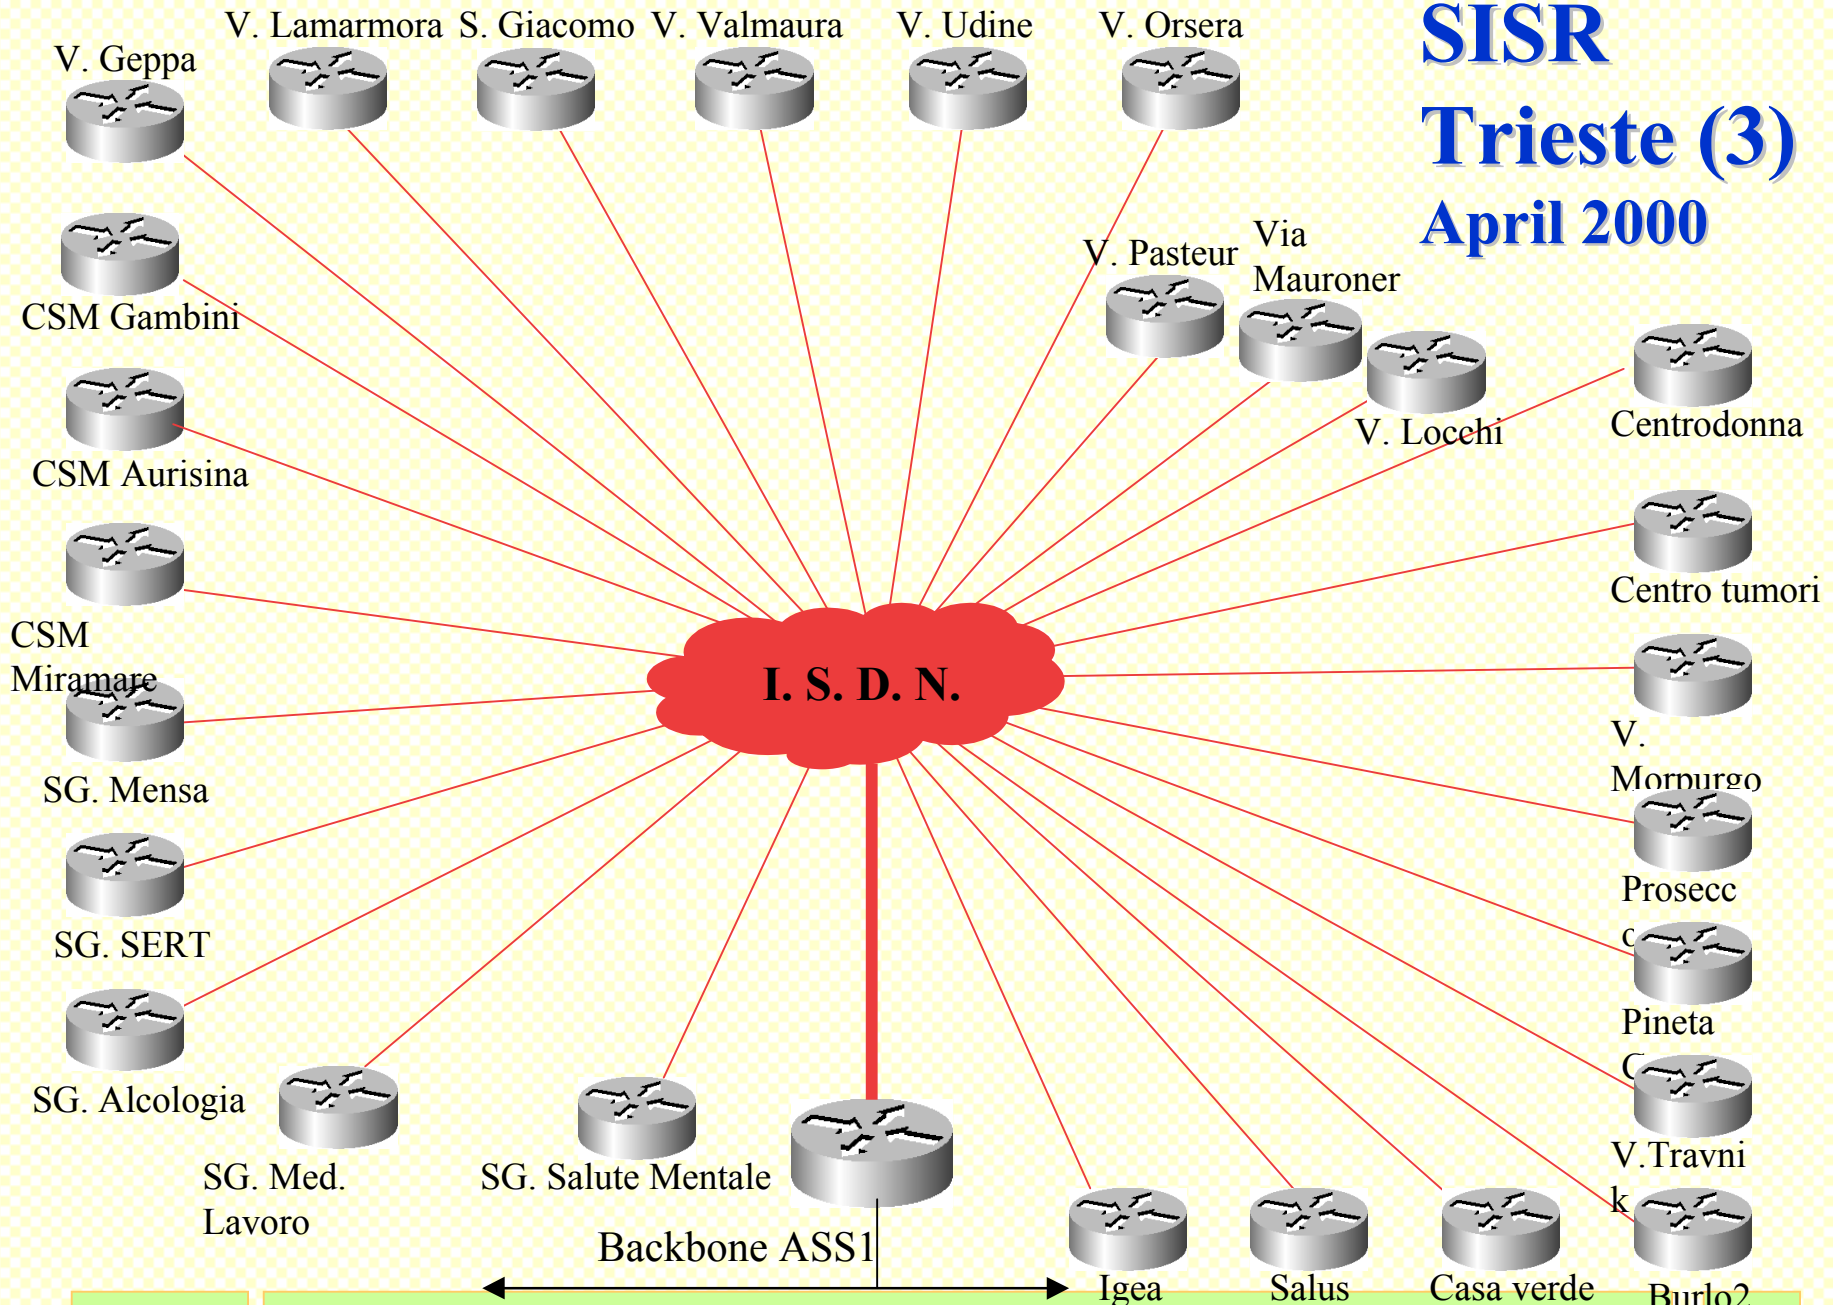 SISR
Trieste (3)
April 2000
V. Geppa
V. Lamarmora
S. Giacomo
V. Valmaura
V. Udine
V. Orsera
V. Pasteur
Via
Mauroner
V. Locchi
CSM Gambini
CSM Aurisina
CSM
Miramare
SG. Mensa
SG. SERT
SG. Alcologia
SG. Med.
Lavoro
SG. Salute Mentale
I. S. D. N.
Centrodonna
Centro tumori
V.
Morpurgo
Prosecc
o
Pineta
V.Travni
k
Backbone ASS1
Igea
Salus
Casa verde
Burlo2